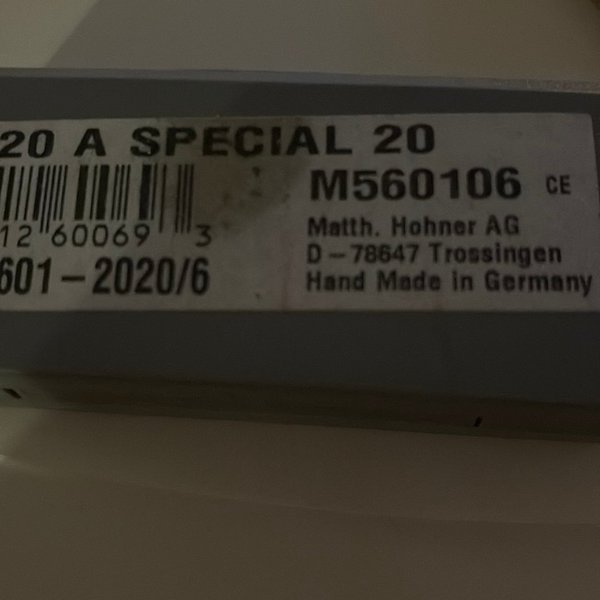 20 A SPECIAL 20
M560106 CE
12 60069 3
601-2020/6
Matth. Hohner AG
D-78647 Trossingen
Hand Made in Germany